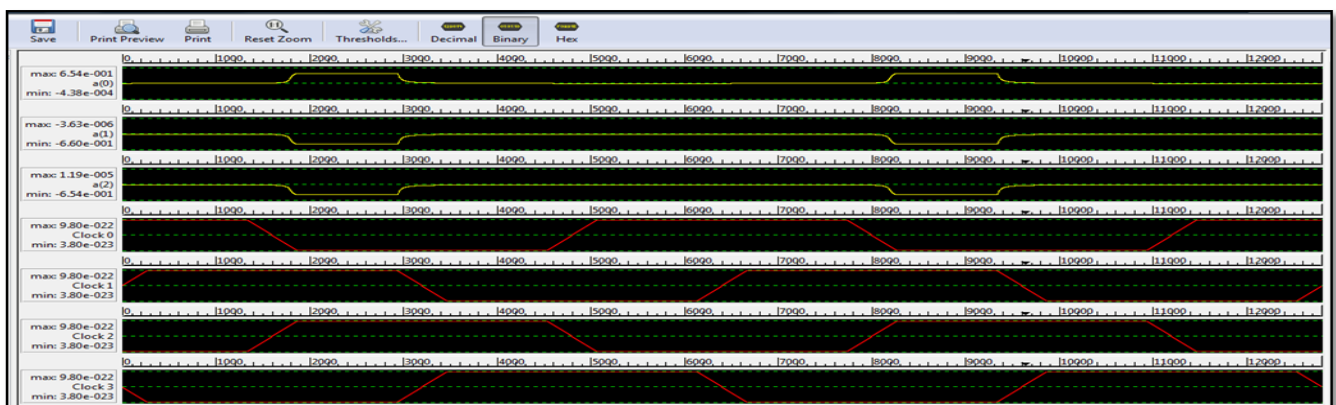 Save Print Preview Print Reset Zoom Thresholds... Decimal Binary Hex
0 1000 2000 3000 4000 5000 6000 7000 8000 9000 10000 11000 12000
max: 6.54e-001
a(0)
min: -4.38e-004
0 1000 2000 3000 4000 5000 6000 7000 8000 9000 10000 11000 12000
max: -3.63e-006
a(1)
min: -6.60e-001
0 1000 2000 3000 4000 5000 6000 7000 8000 9000 10000 11000 12000
max: 1.19e-005
a(2)
min: -6.54e-001
0 1000 2000 3000 4000 5000 6000 7000 8000 9000 10000 11000 12000
max: 9.80e-022
Clock 0
min: 3.80e-023
0 1000 2000 3000 4000 5000 6000 7000 8000 9000 10000 11000 12000
max: 9.80e-022
Clock 1
min: 3.80e-023
0 1000 2000 3000 4000 5000 6000 7000 8000 9000 10000 11000 12000
max: 9.80e-022
Clock 2
min: 3.80e-023
0 1000 2000 3000 4000 5000 6000 7000 8000 9000 10000 11000 12000
max: 9.80e-022
Clock 3
min: 3.80e-023